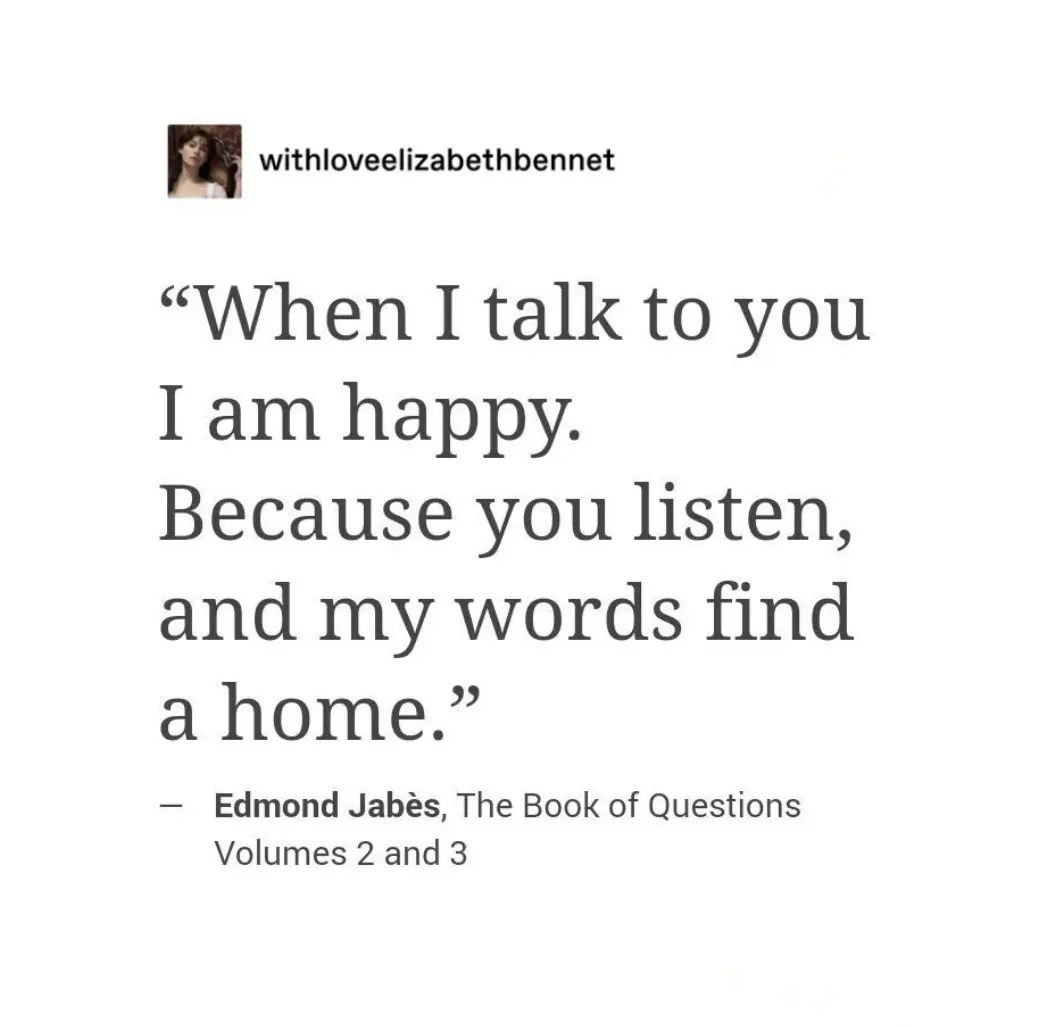 withloveelizabethbennet
“When I talk to you
I am happy.
Because you listen,
and my words find
a home.”
— Edmond Jabès, The Book of Questions
Volumes 2 and 3